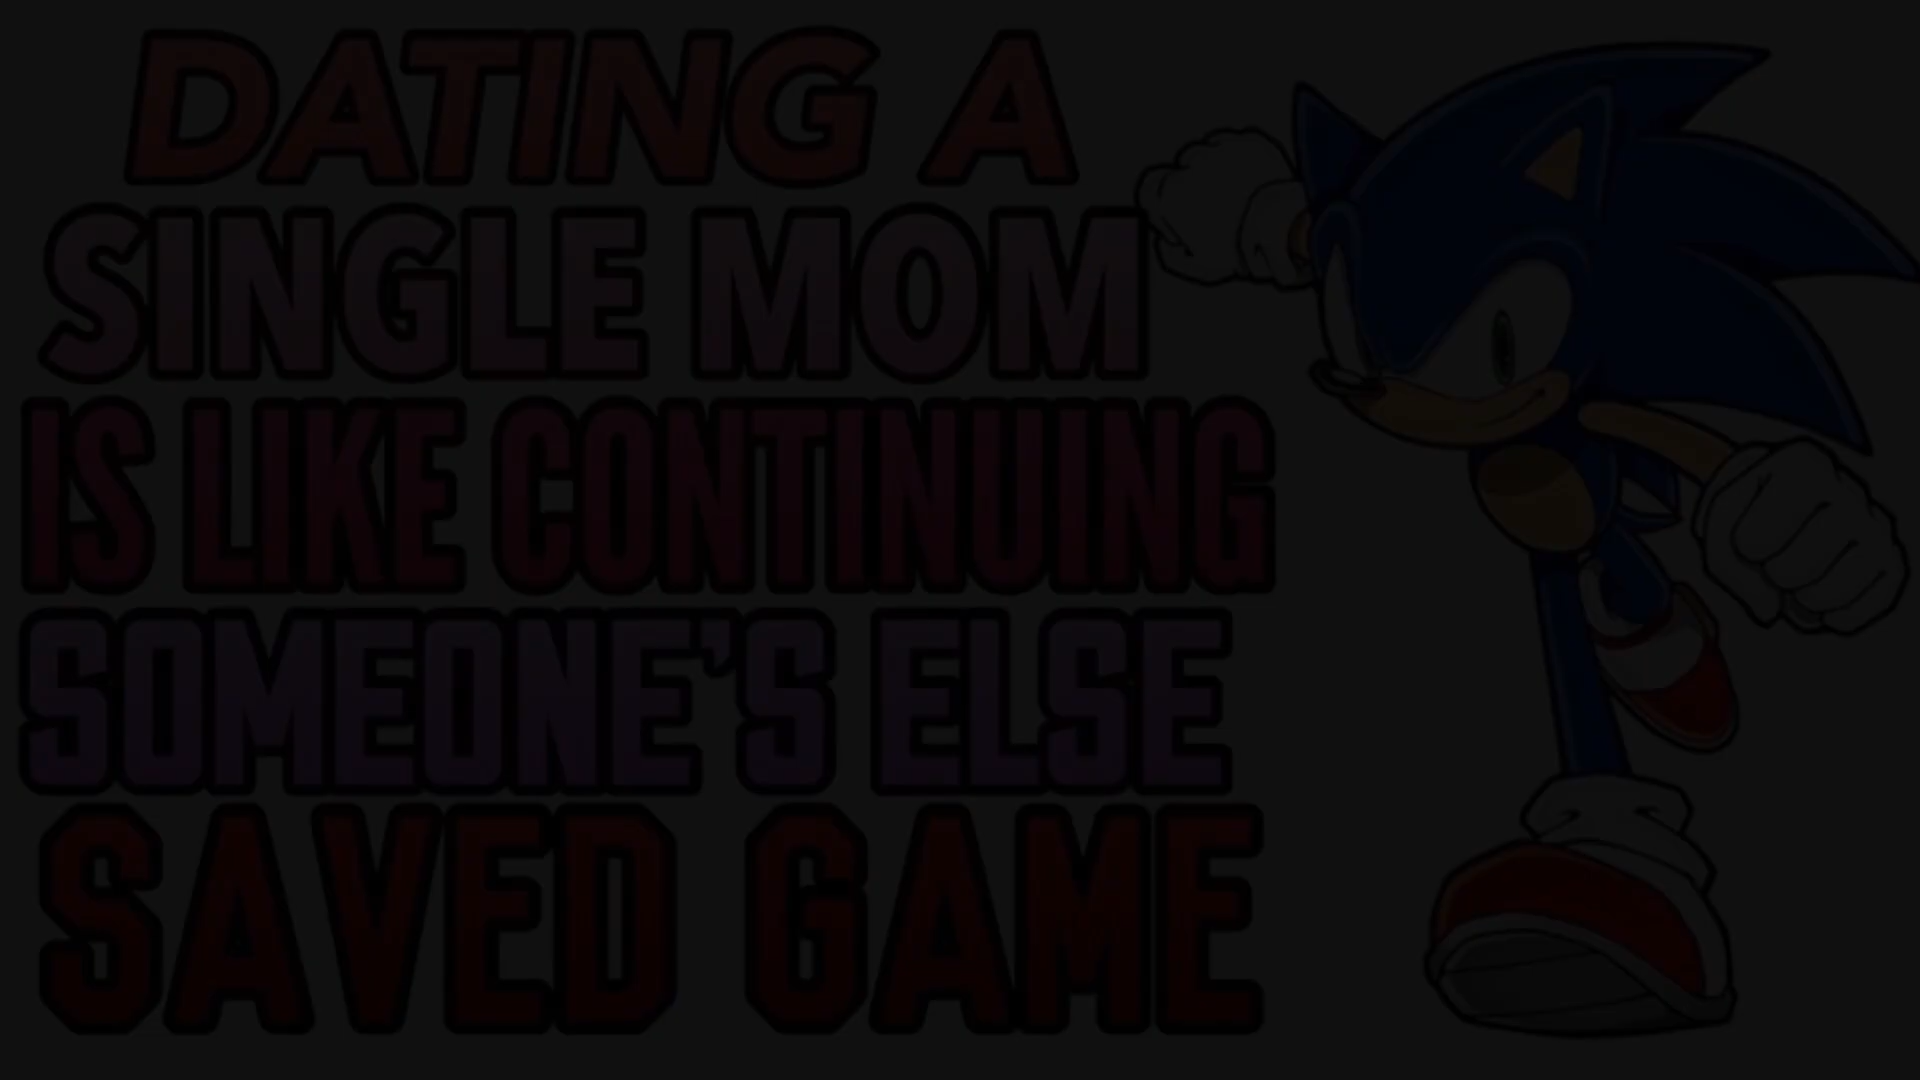 DATING A
SINGLE MOM
IS LIKE CONTINUING
SOMEONE'S ELSE
SAVED GAME